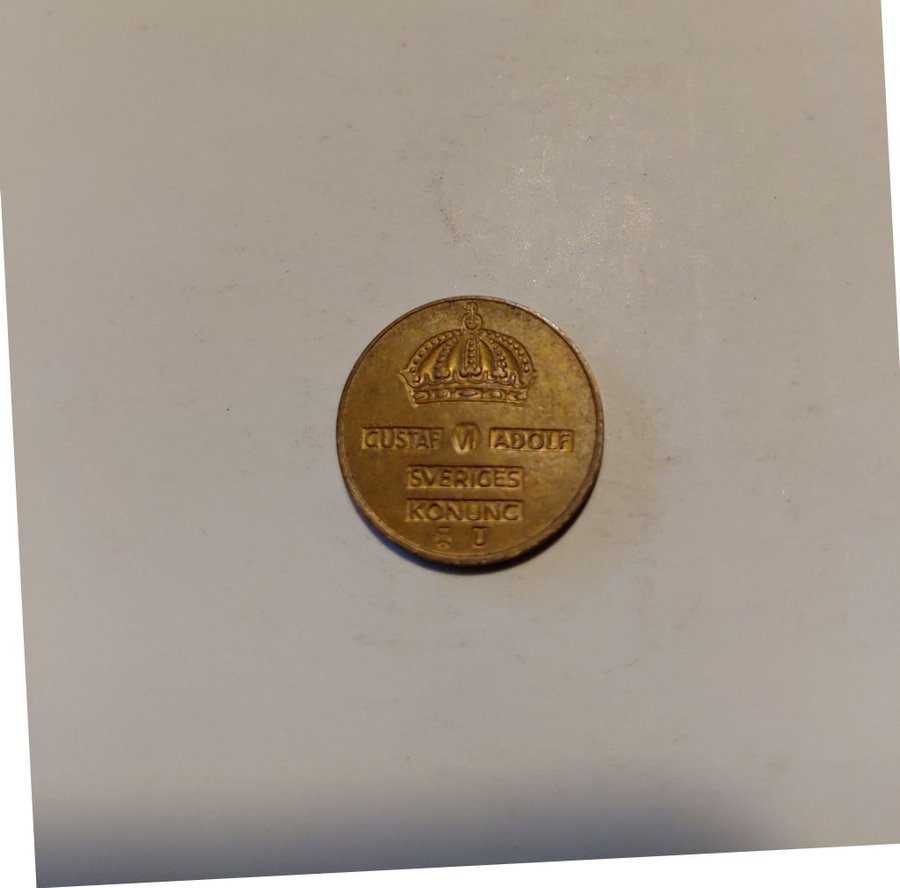 GUSTAF VI ADOLF
SVERIGES
KONUNG
U